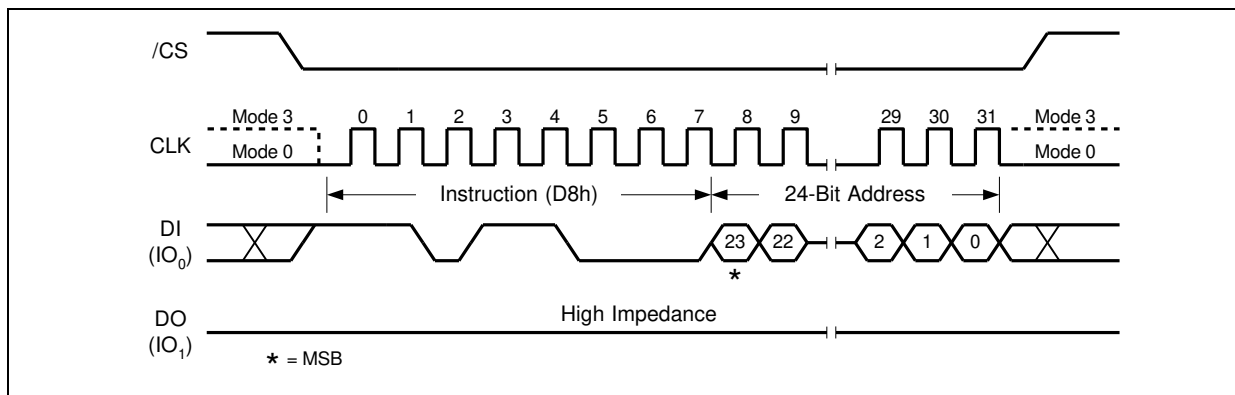 /CS
Mode 3 0 1 2 3 4 5 6 7 8 9 29 30 31 Mode 3
CLK
Mode 0 Mode 0
Instruction (D8h) 24-Bit Address
DI
(IO0)
23 22 2 1 0
*
High Impedance
DO
(IO1)
* = MSB